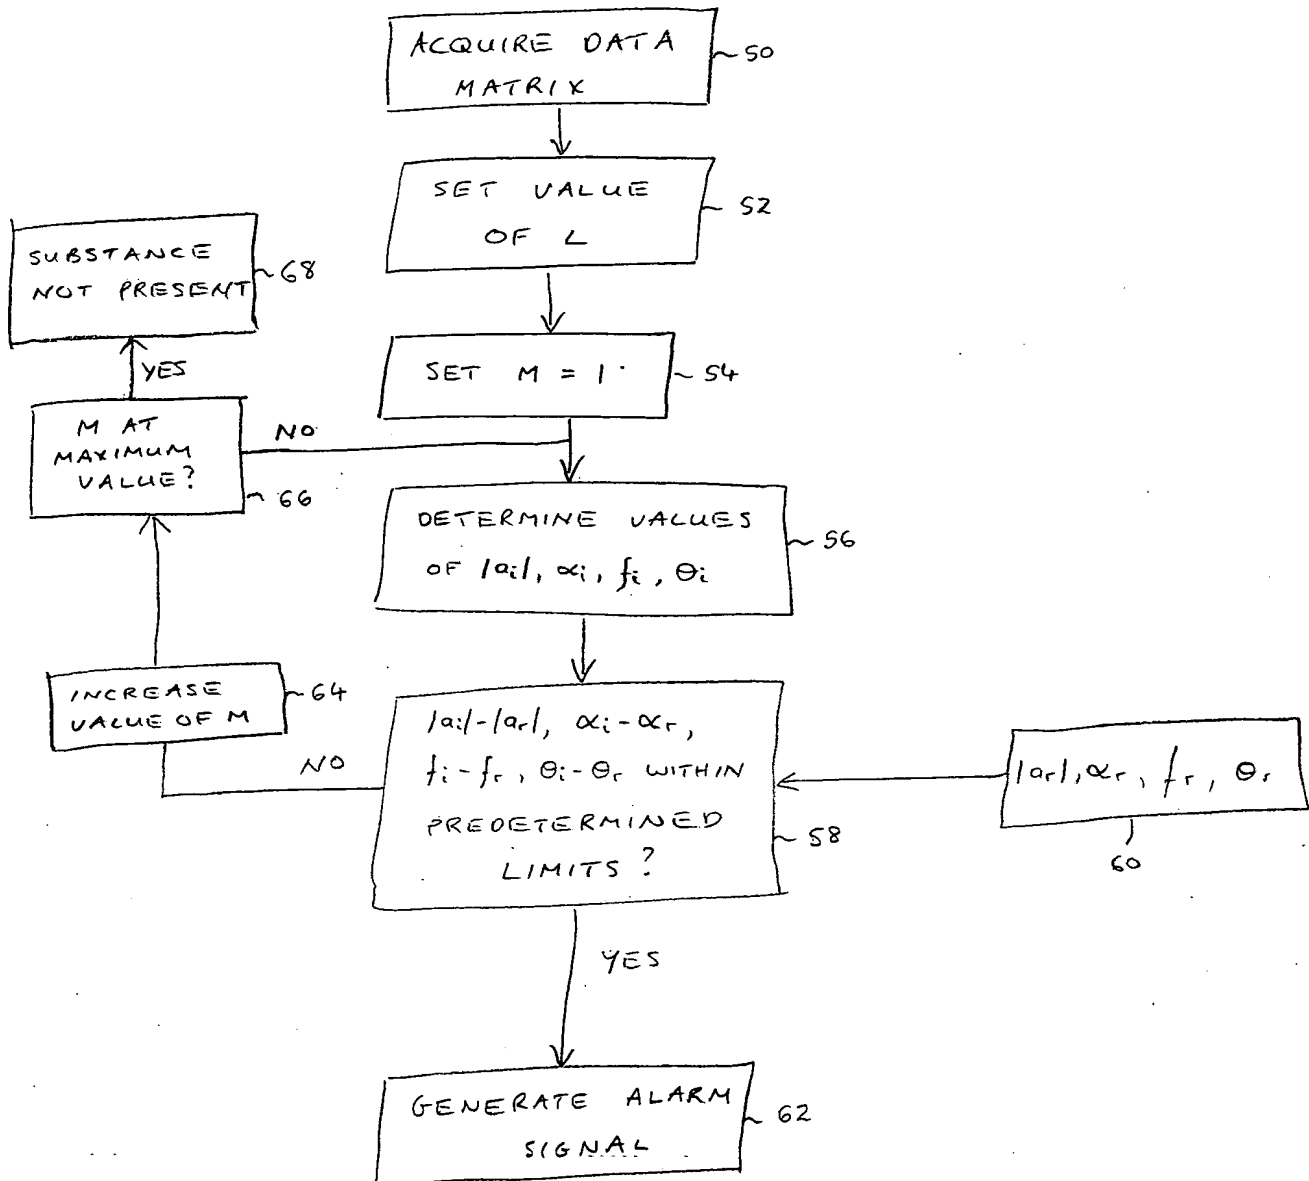 ACQUIRE DATA
MATRIX
50
SET VALUE
OF L
52
SUBSTANCE
NOT PRESENT
68
YES
SET M = 1
54
M AT
MAXIMUM
VALUE?
66
NO
DETERMINE VALUES
OF |ai|, αi, fi, θi
56
INCREASE
VALUE OF M
64
NO
|ai|-|ar|, αi-αr,
fi-fr, θi-θr WITHIN
PREDETERMINED
LIMITS?
58
|ar|, αr, fr, θr
60
YES
GENERATE ALARM
SIGNAL
62